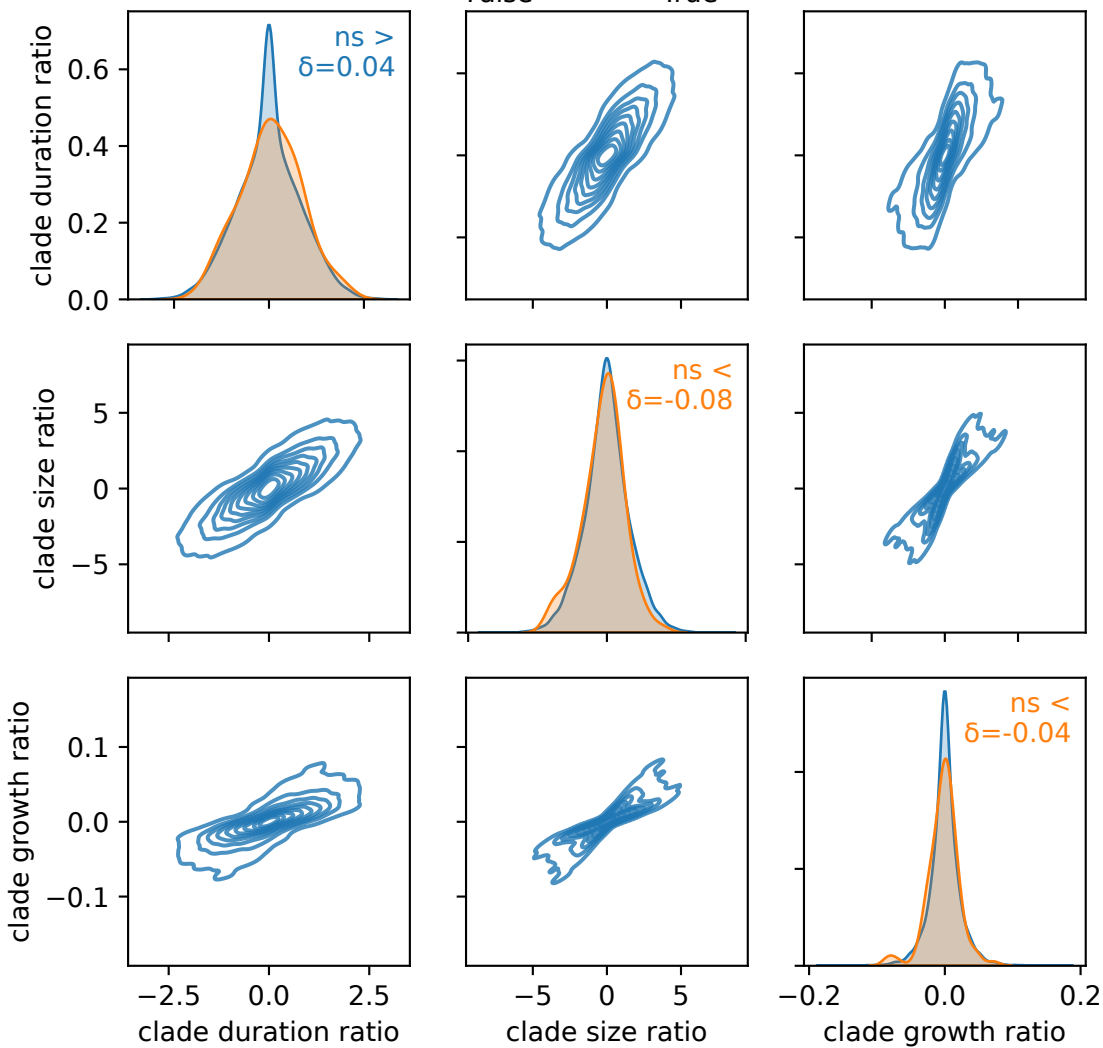 ns >
δ=0.04
clade duration ratio
0.6
0.4
0.2
0.0
ns <
δ=-0.08
clade size ratio
5
0
−5
ns <
δ=-0.04
clade growth ratio
0.1
0.0
−0.1
−2.5 0.0 2.5
−5 0 5
−0.2 0.0 0.2
clade duration ratio
clade size ratio
clade growth ratio